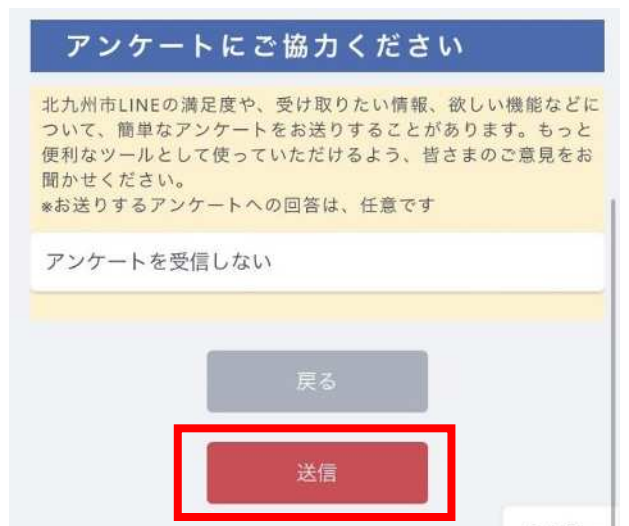 アンケートにご協力ください
北九州市LINEの満足度や、受け取りたい情報、欲しい機能などに
ついて、簡単なアンケートをお送りすることがあります。もっと
便利なツールとして使っていただけるよう、皆さまのご意見をお
聞かせください。
※お送りするアンケートへの回答は、任意です
アンケートを受信しない
戻る
送信